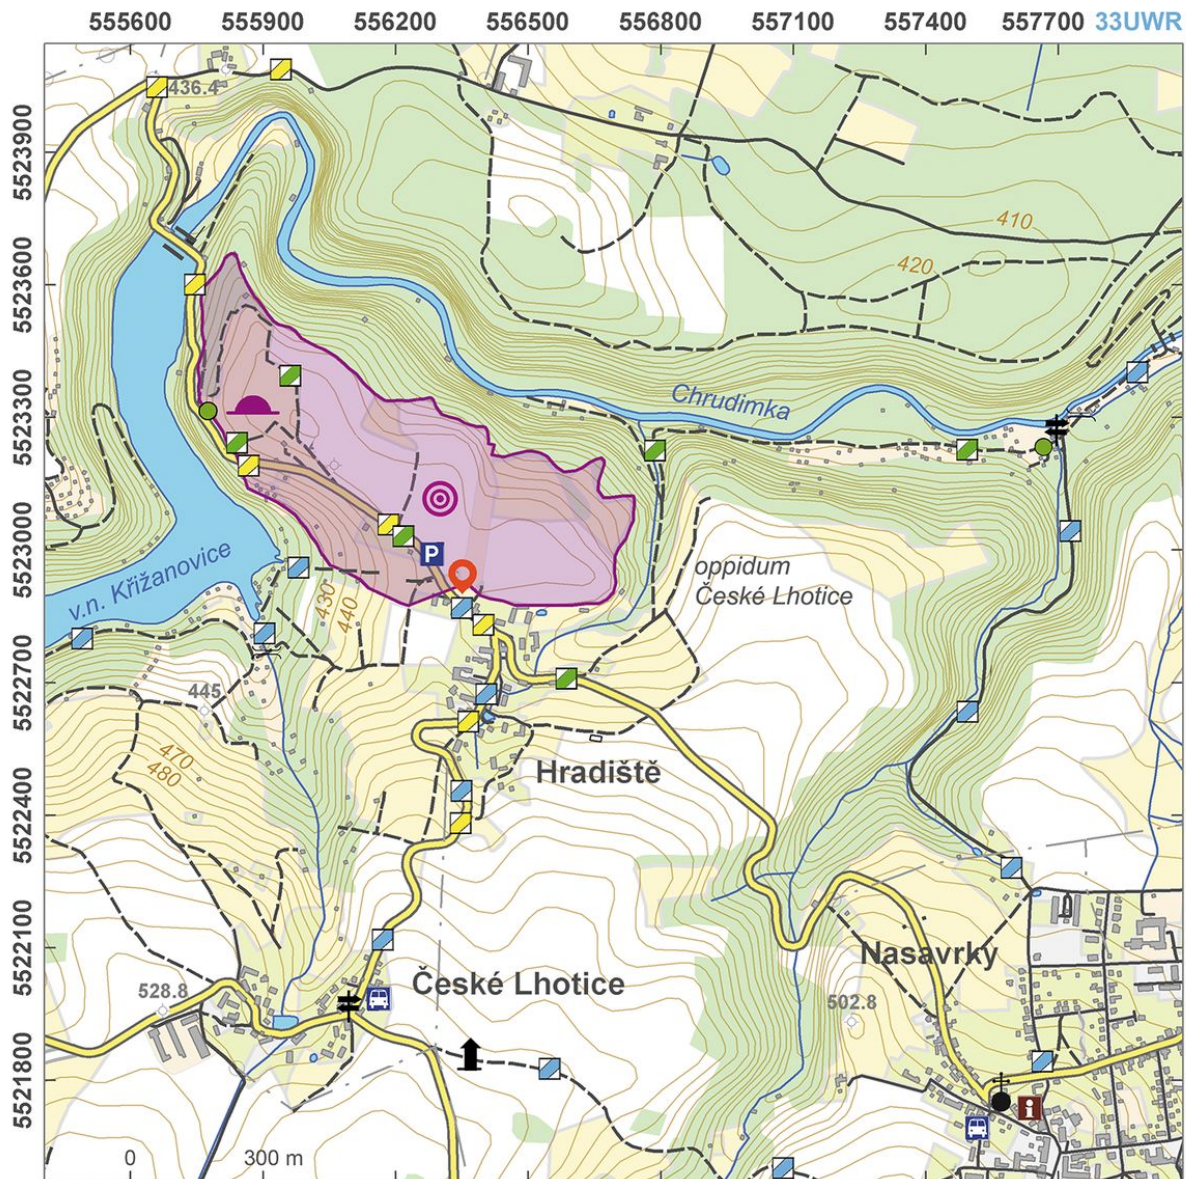 556600 555900 556200 556500 556800 557100 557400 557700 33UWR
5523900
5523600
5523300
5523000
5522700
5522400
5522100
5521800
436.4
410
420
Chrudimka
P
v.n. Křižanovice
430
440
oppidum
České Lhotice
445
470
480
Hradiště
Nasavrky
České Lhotice
528.8
502.8
i
0 300 m